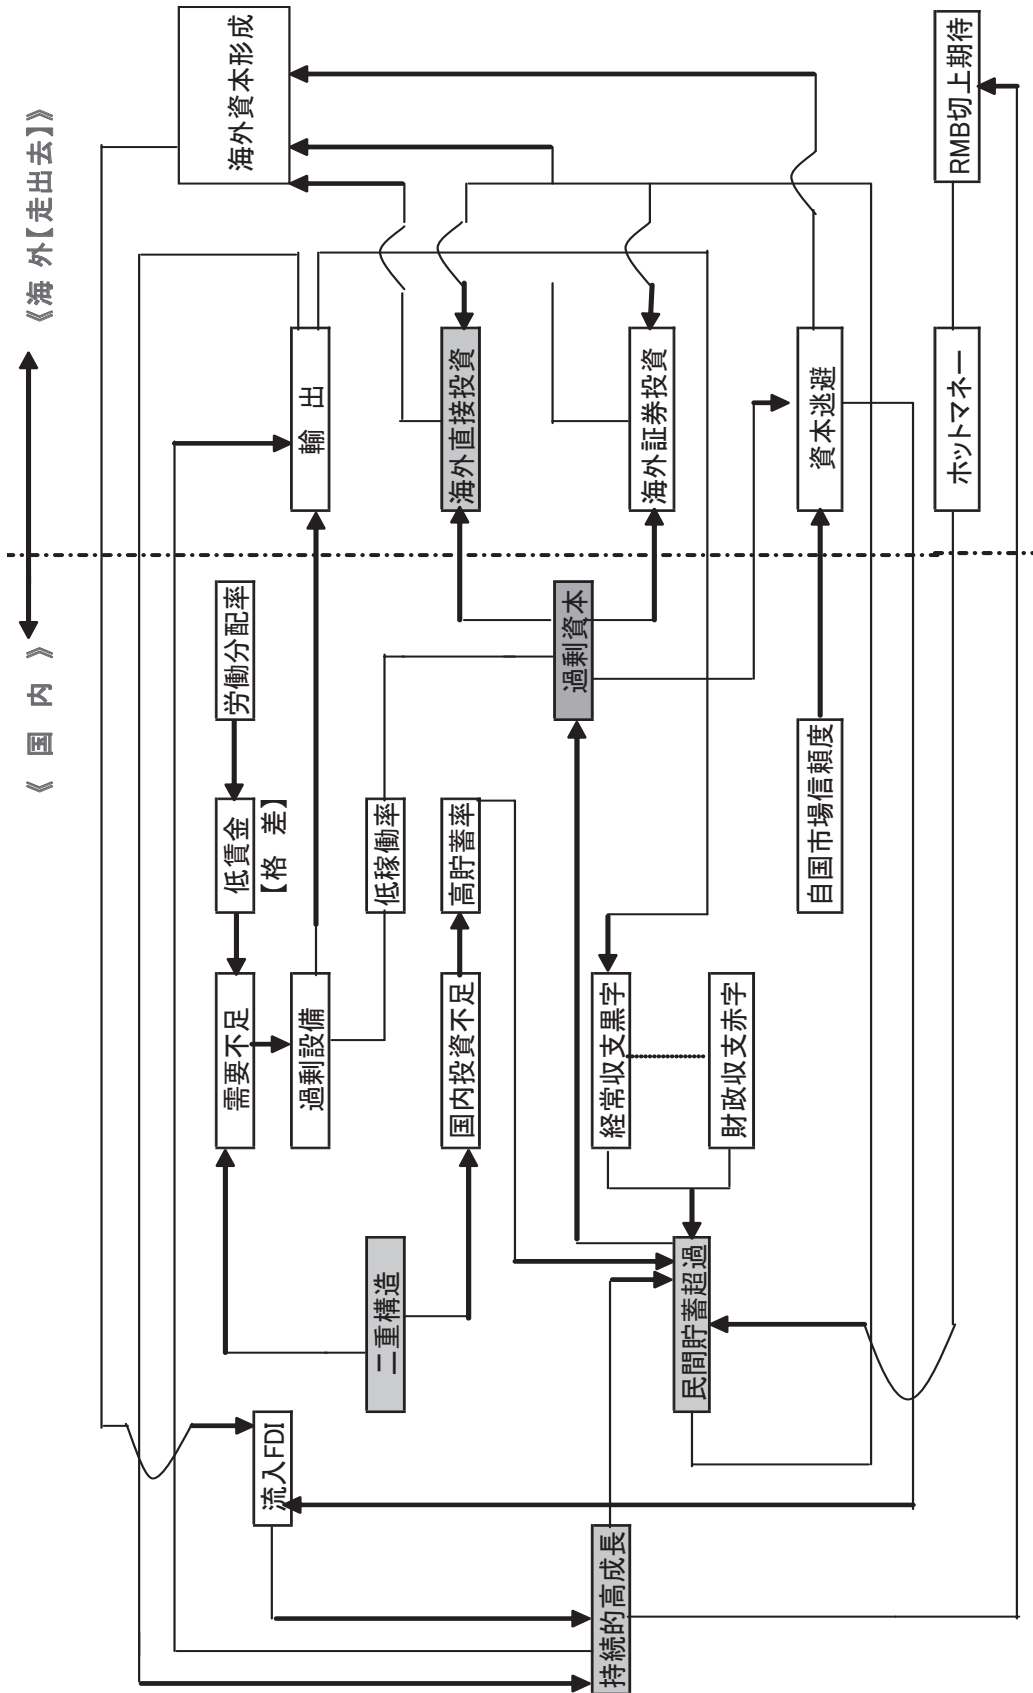 《 国 内 》
《海 外【走出去】》
流入FDI
持続的高成長
二重構造
民間貯蓄超過
需要不足
過剰設備
国内投資不足
経常収支黒字
財政収支赤字
低賃金
【格 差】
低稼働率
高貯蓄率
労働分配率
過剰資本
自国市場信頼度
輸 出
海外直接投資
海外証券投資
資本逃避
ホットマネー
海外資本形成
RMB切上期待